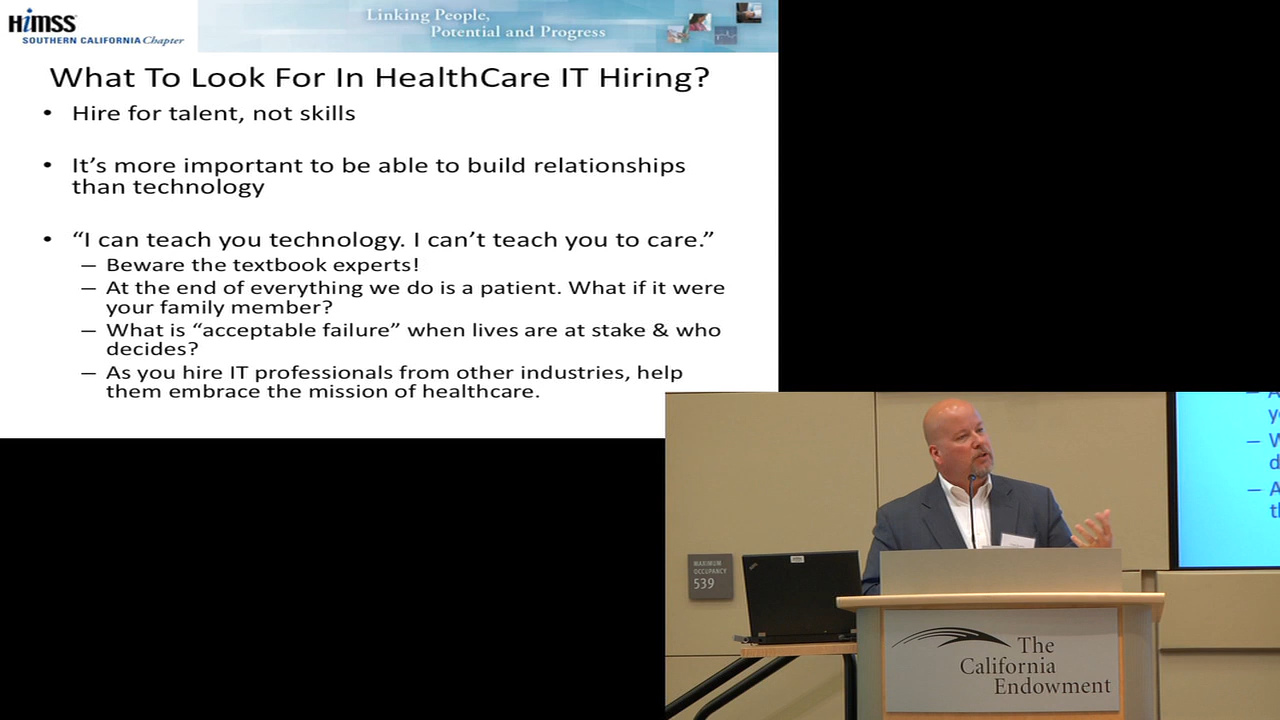 HiMSS
SOUTHERN CALIFORNIA Chapter
Linking People,
Potential and Progress
What To Look For In HealthCare IT Hiring?
• Hire for talent, not skills
• It's more important to be able to build relationships
than technology
• “I can teach you technology. I can't teach you to care.”
– Beware the textbook experts!
– At the end of everything we do is a patient. What if it were
your family member?
– What is “acceptable failure” when lives are at stake & who
decides?
– As you hire IT professionals from other industries, help
them embrace the mission of healthcare.
MAXIMUM
OCCUPANCY
539
The
California
Endowment